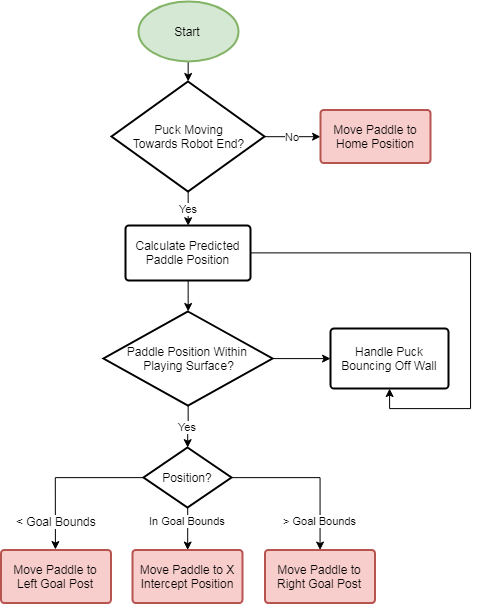 Start
Puck Moving
Towards Robot End?
No
Move Paddle to
Home Position
Yes
Calculate Predicted
Paddle Position
Paddle Position Within
Playing Surface?
Handle Puck
Bouncing Off Wall
Yes
Position?
< Goal Bounds
In Goal Bounds
> Goal Bounds
Move Paddle to
Left Goal Post
Move Paddle to X
Intercept Position
Move Paddle to
Right Goal Post